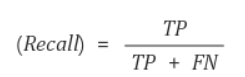 (Recall) = TP / TP + FN